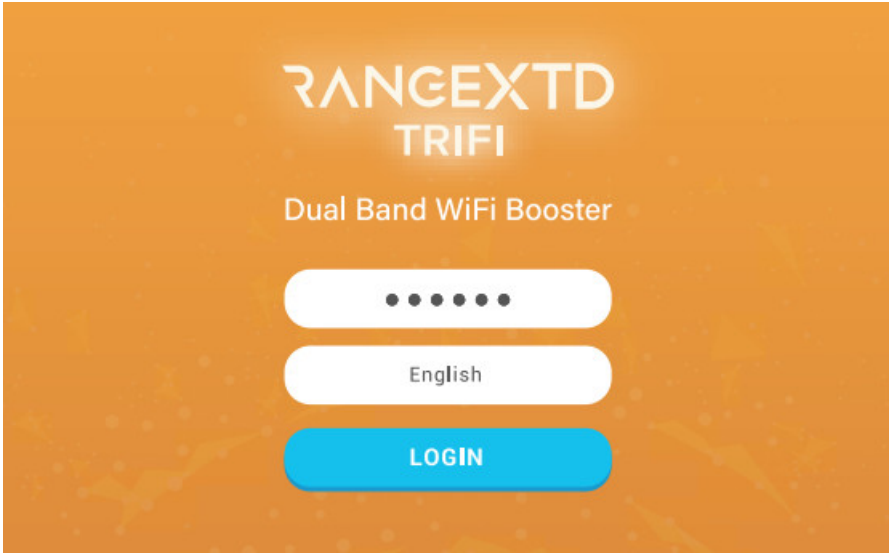 RANGEXTD
TRIFI
Dual Band WiFi Booster
••••••
English
LOGIN